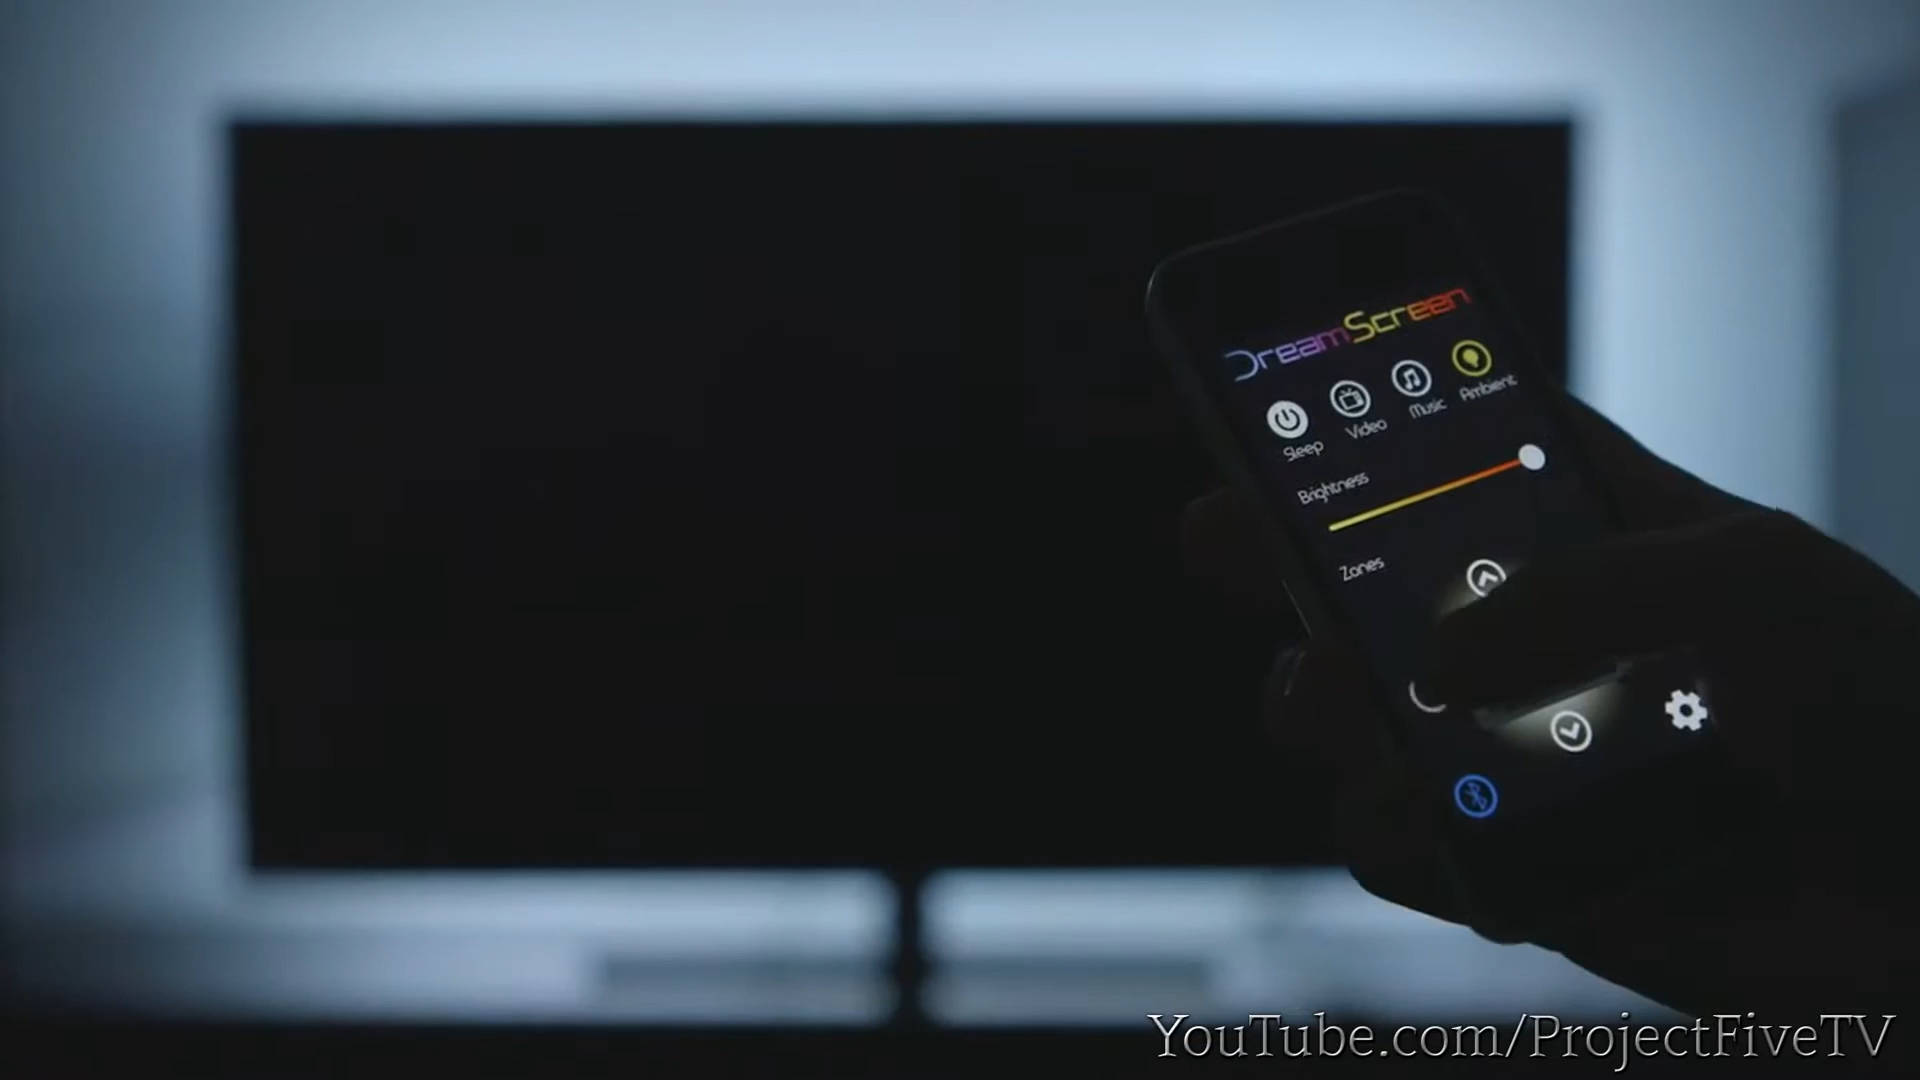 DreamScreen
Sleep
Video
Music
Ambient
Brightness
Zones
YouTube.com/ProjectFiveTV